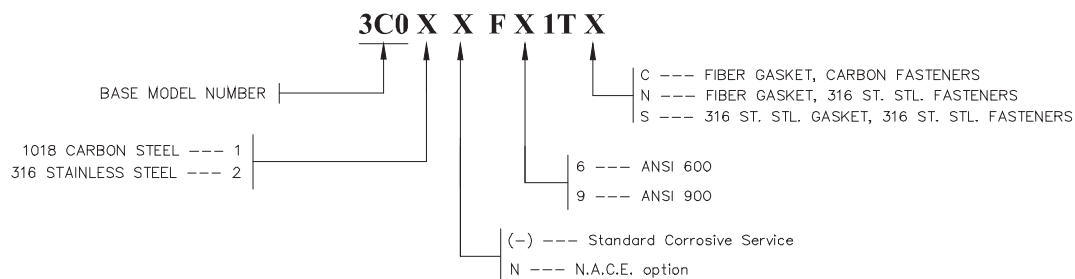 3C0 X X F X 1T X
BASE MODEL NUMBER
1018 CARBON STEEL --- 1
316 STAINLESS STEEL --- 2
C --- FIBER GASKET, CARBON FASTENERS
N --- FIBER GASKET, 316 ST. STL. FASTENERS
S --- 316 ST. STL. GASKET, 316 ST. STL. FASTENERS
6 --- ANSI 600
9 --- ANSI 900
(-) --- Standard Corrosive Service
N --- N.A.C.E. option